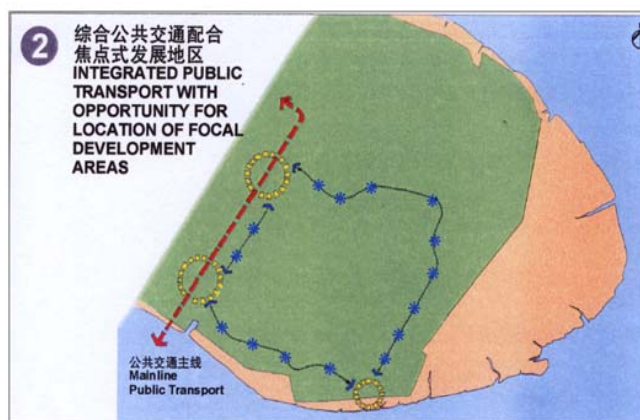 2
综合公共交通配合
焦点式发展地区
INTEGRATED PUBLIC
TRANSPORT WITH
OPPORTUNITY FOR
LOCATION OF FOCAL
DEVELOPMENT
AREAS
公共交通主线
Mainline
Public Transport